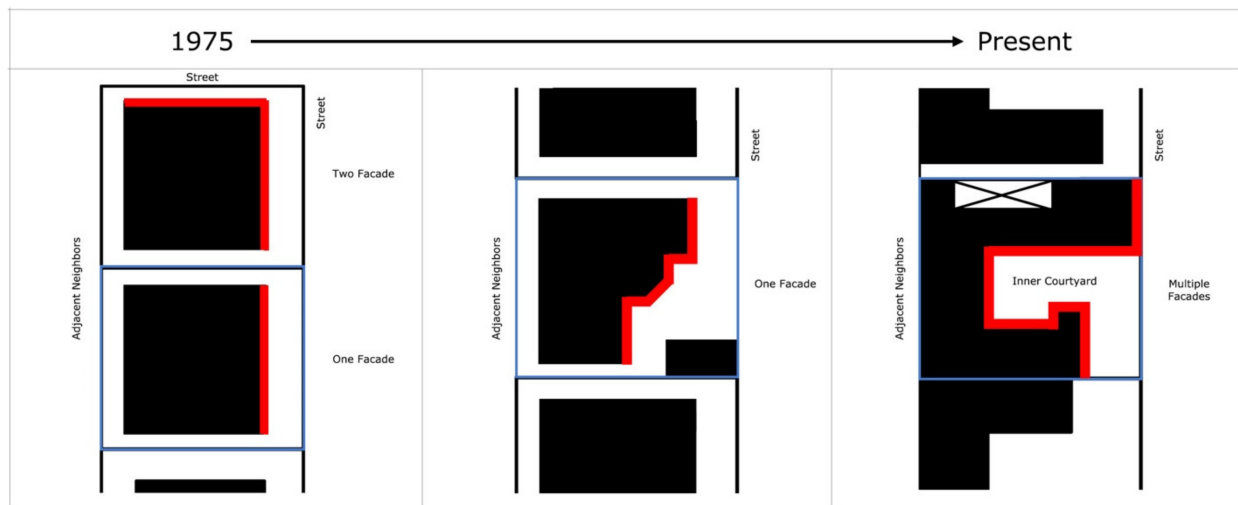 1975
Present
Street
Street
Two Facade
Adjacent Neighbors
One Facade
Street
Adjacent Neighbors
One Facade
Street
Adjacent Neighbors
Inner Courtyard
Multiple
Facades